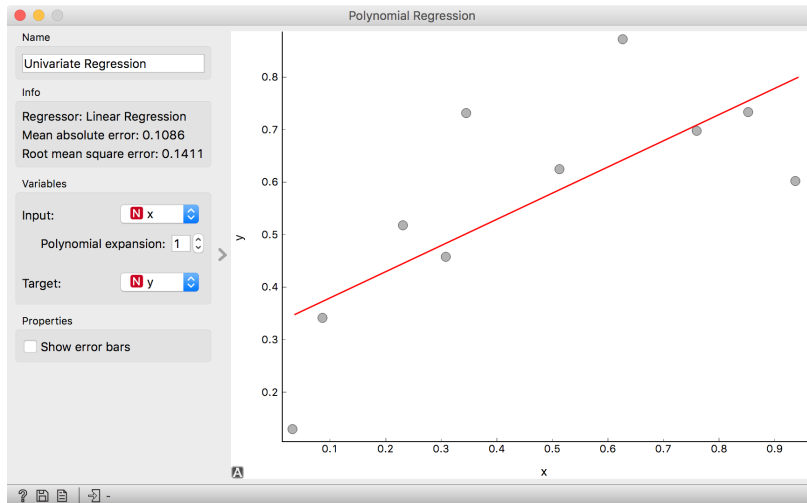 Polynomial Regression
Name
Univariate Regression
Info
Regressor: Linear Regression
Mean absolute error: 0.1086
Root mean square error: 0.1411
Variables
Input:
N x
Polynomial expansion: 1
Target:
N y
Properties
Show error bars
y
0.8
0.7
0.6
0.5
0.4
0.3
0.2
0.1 0.2 0.3 0.4 0.5 0.6 0.7 0.8 0.9
x
A
? -